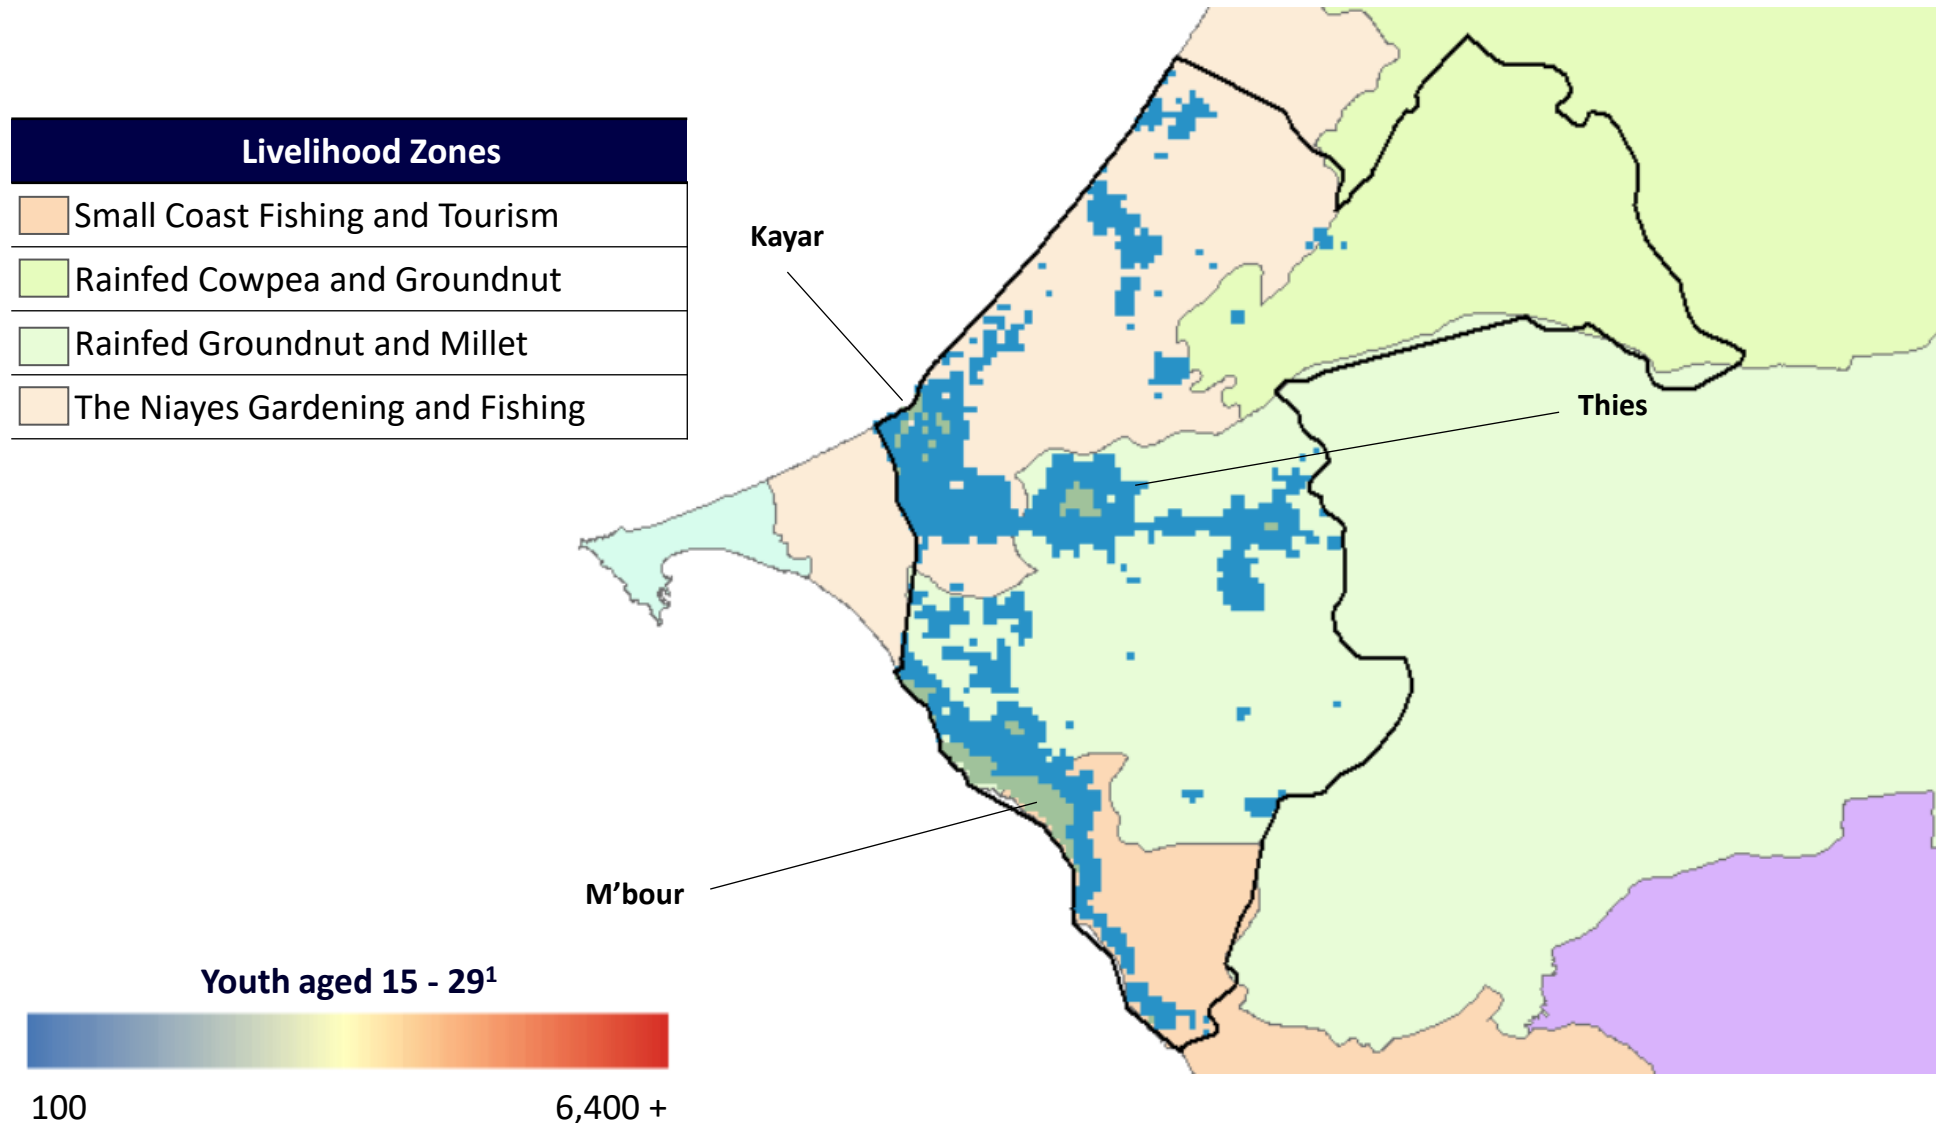 Livelihood Zones
Small Coast Fishing and Tourism
Rainfed Cowpea and Groundnut
Rainfed Groundnut and Millet
The Niayes Gardening and Fishing
Kayar
Thies
M’bour
Youth aged 15 - 29¹
100
6,400 +